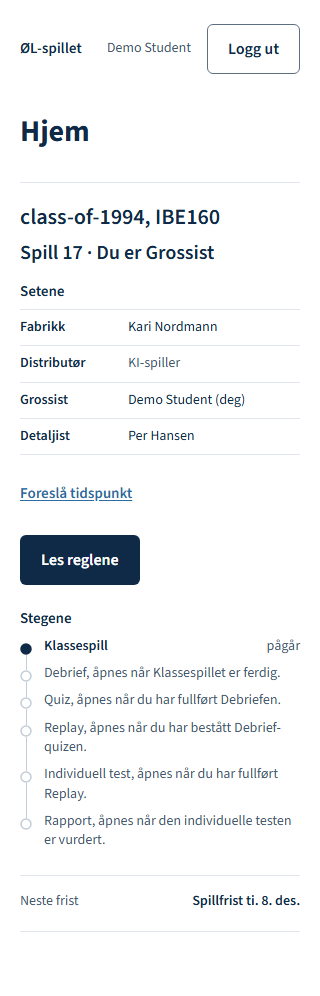 ØL-spillet Demo Student Logg ut
Hjem
class-of-1994, IBE160
Spill 17 · Du er Grossist
Setene
Fabrikk Kari Nordmann
Distributør KI-spiller
Grossist Demo Student (deg)
Detaljist Per Hansen
Foreslå tidspunkt
Les reglene
Stegene
Klassespill pågår
Debrief, åpnes når Klassespillet er ferdig.
Quiz, åpnes når du har fullført Debriefen.
Replay, åpnes når du har bestått Debrief-
quizen.
Individuell test, åpnes når du har fullført
Replay.
Rapport, åpnes når den individuelle testen
er vurdert.
Neste frist Spillfrist ti. 8. des.